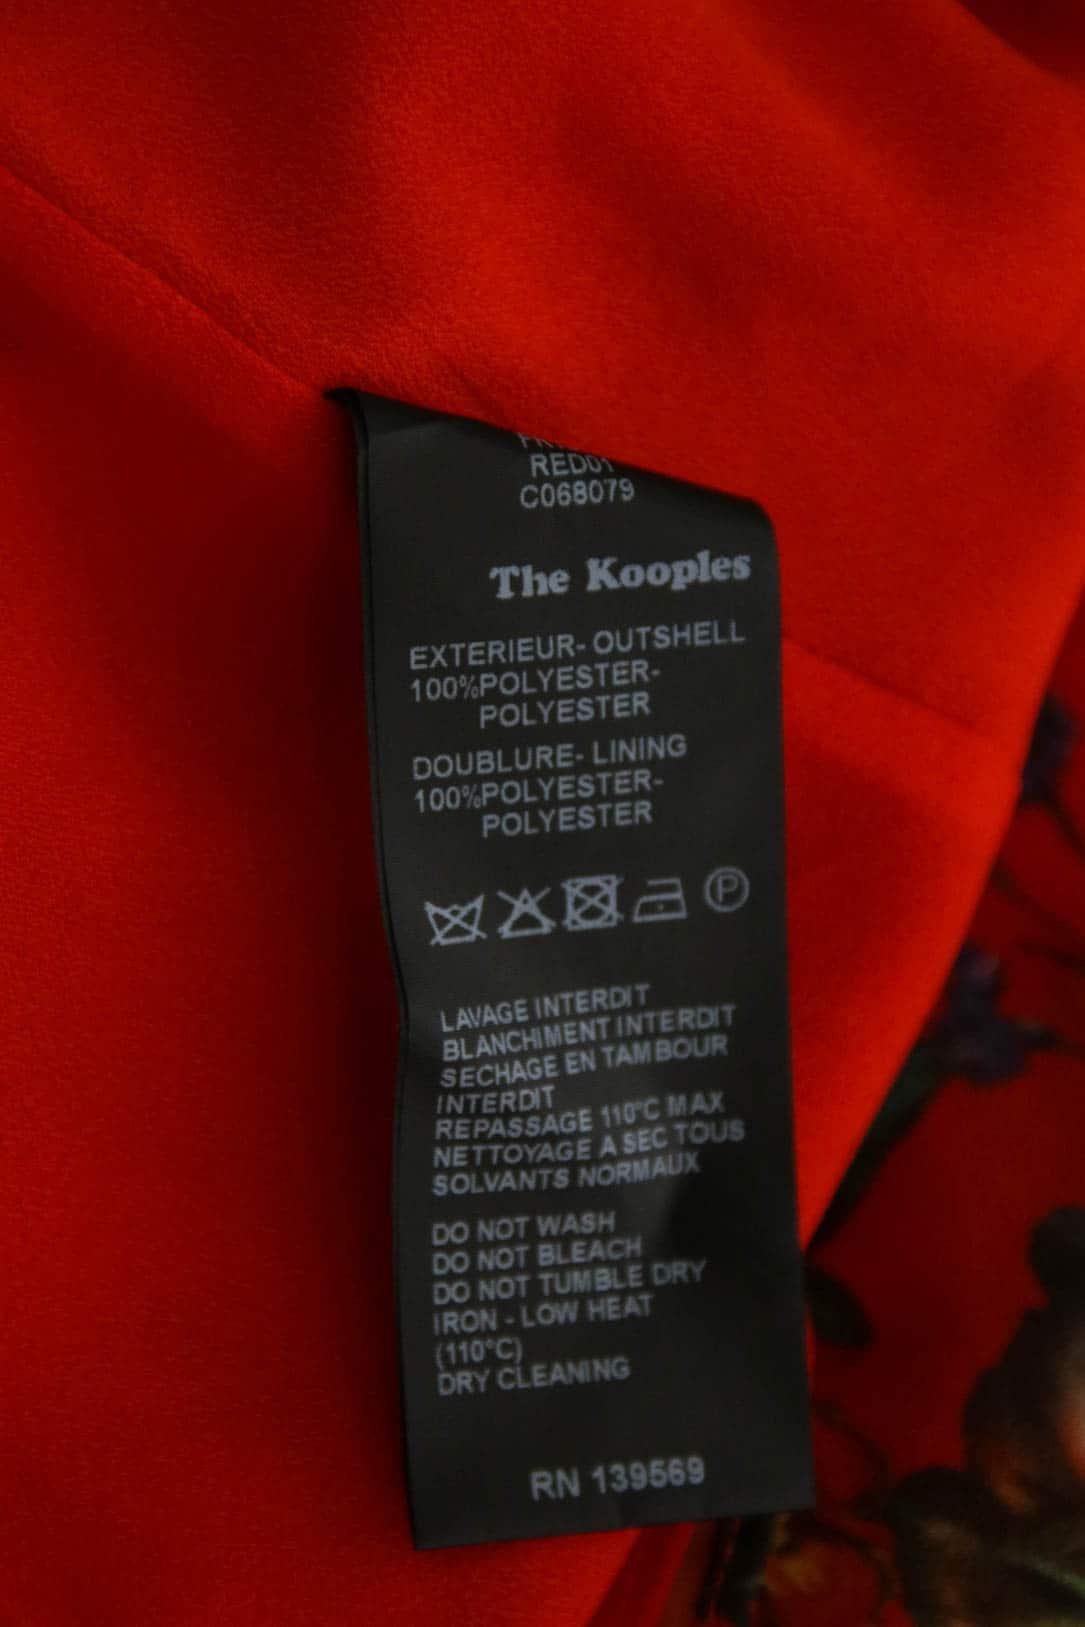 RED01
C068079
The Kooples
EXTERIEUR- OUTSHELL
100%POLYESTER-
POLYESTER
DOUBLURE- LINING
100%POLYESTER-
POLYESTER
P
LAVAGE INTERDIT
BLANCHIMENT INTERDIT
SECHAGE EN TAMBOUR
INTERDIT
REPASSAGE 110°C MAX
NETTOYAGE A SEC TOUS
SOLVANTS NORMAUX
DO NOT WASH
DO NOT BLEACH
DO NOT TUMBLE DRY
IRON - LOW HEAT
(110°C)
DRY CLEANING
RN 139569